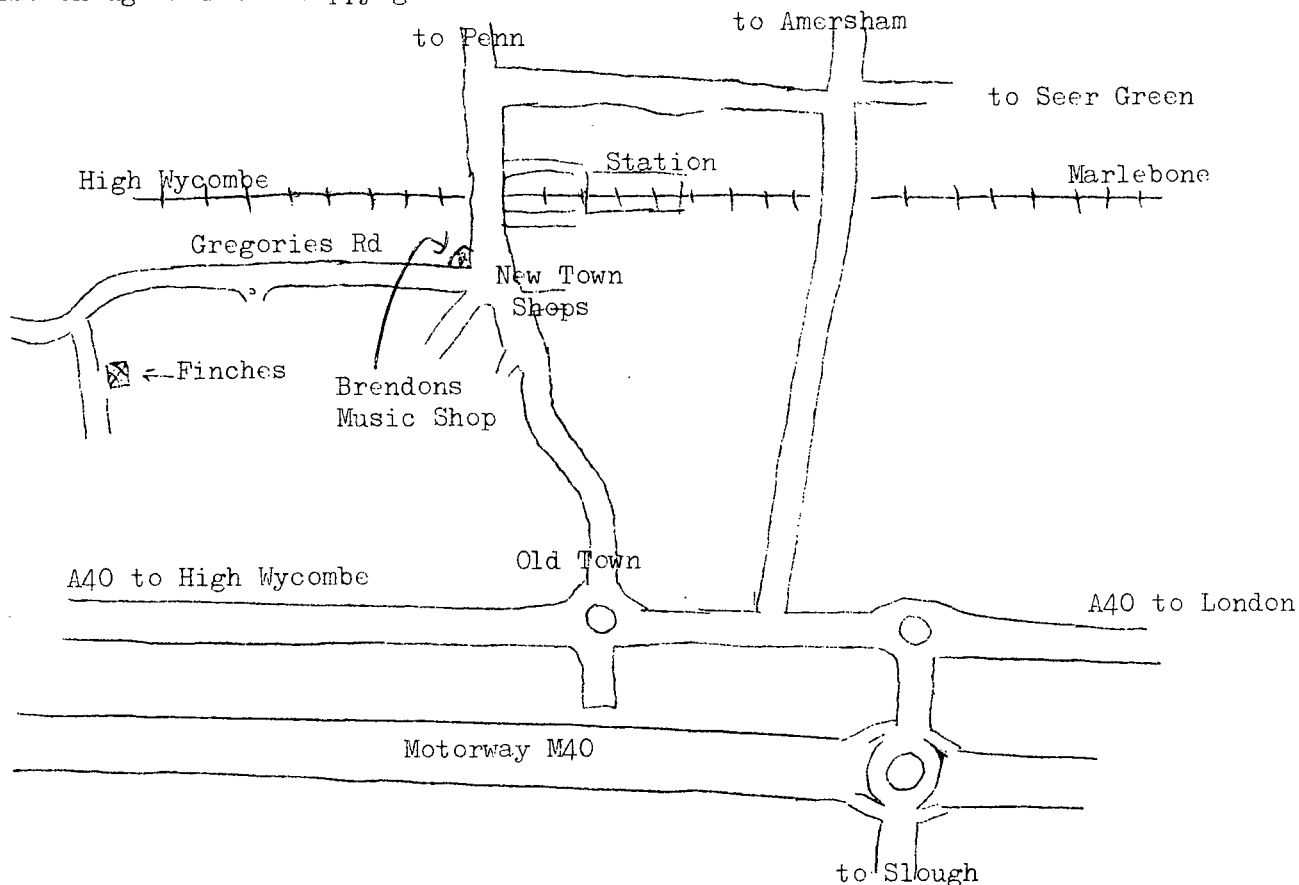 to Penn
to Amersham
to Seer Green
Station
High Wycombe
Marlebone
Gregories Rd
New Town
Shops
Finches
Brendons
Music Shop
Old Town
A40 to High Wycombe
A40 to London
Motorway M40
to Slough